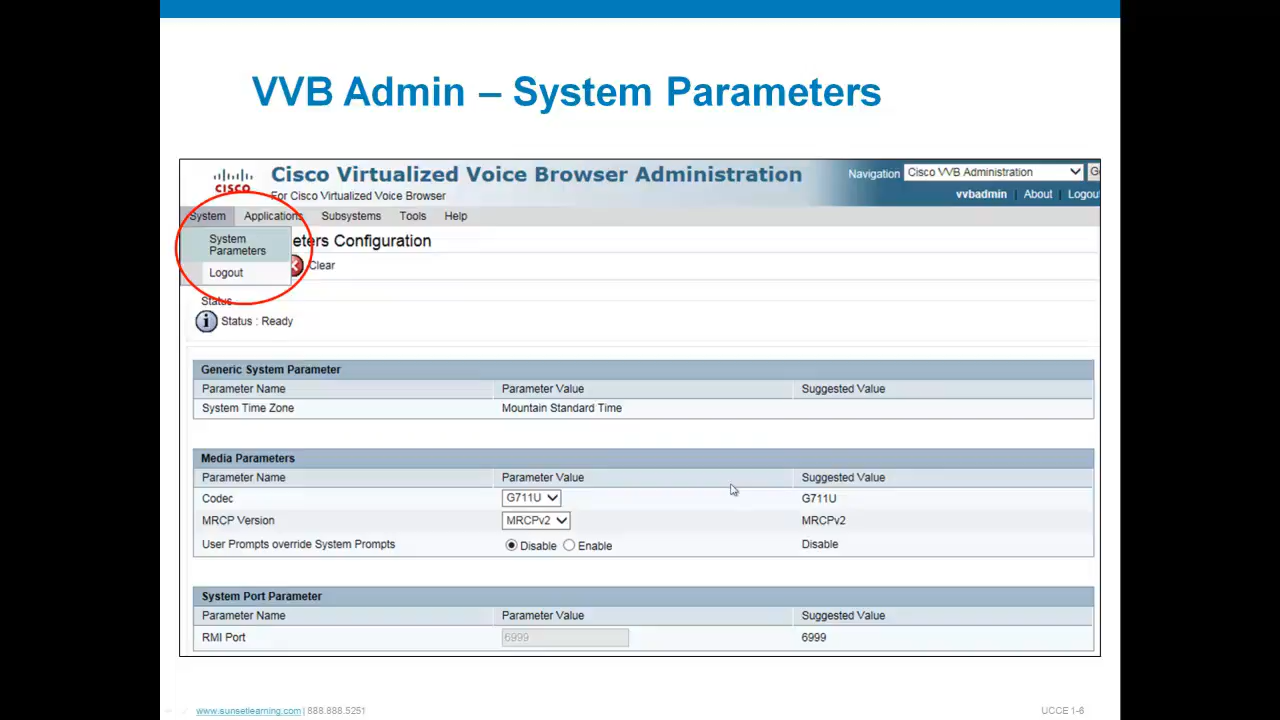 VVB Admin – System Parameters
CISCO
Cisco Virtualized Voice Browser Administration
For Cisco Virtualized Voice Browser
Navigation Cisco VVB Administration G
vvbadmin | About | Logout
System Applications Subsystems Tools Help
System
Parameters
Logout
eters Configuration
Clear
Status
Status : Ready
Generic System Parameter
Parameter Name Parameter Value Suggested Value
System Time Zone Mountain Standard Time
Media Parameters
Parameter Name Parameter Value Suggested Value
Codec G711U G711U
MRCP Version MRCPv2 MRCPv2
User Prompts override System Prompts Disable Enable Disable
System Port Parameter
Parameter Name Parameter Value Suggested Value
RMI Port 6999 6999
www.sunsetlearning.com | 888.888.5251
UCCE 1-6